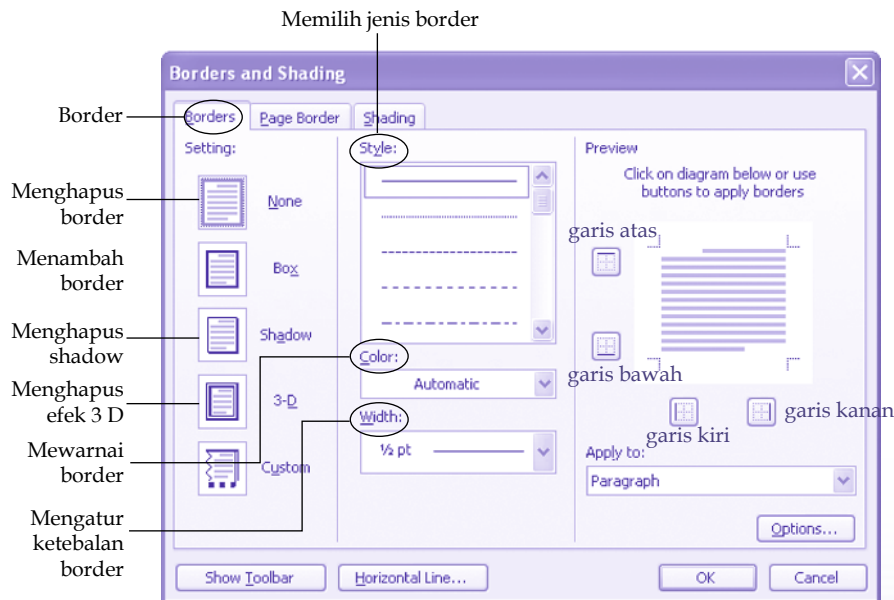 Memilih jenis border
Borders and Shading
Border
Borders
Page Border
Shading
Setting:
Style:
Preview
Click on diagram below or use
buttons to apply borders
Menghapus
border
None
garis atas
Menambah
border
Box
Menghapus
shadow
Shadow
Color:
garis bawah
Menghapus
efek 3 D
3-D
Automatic
Width:
garis kiri
garis kanan
Mewarnai
border
Custom
½ pt
Apply to:
Paragraph
Mengatur
ketebalan
border
Options...
Show Toolbar
Horizontal Line...
OK
Cancel